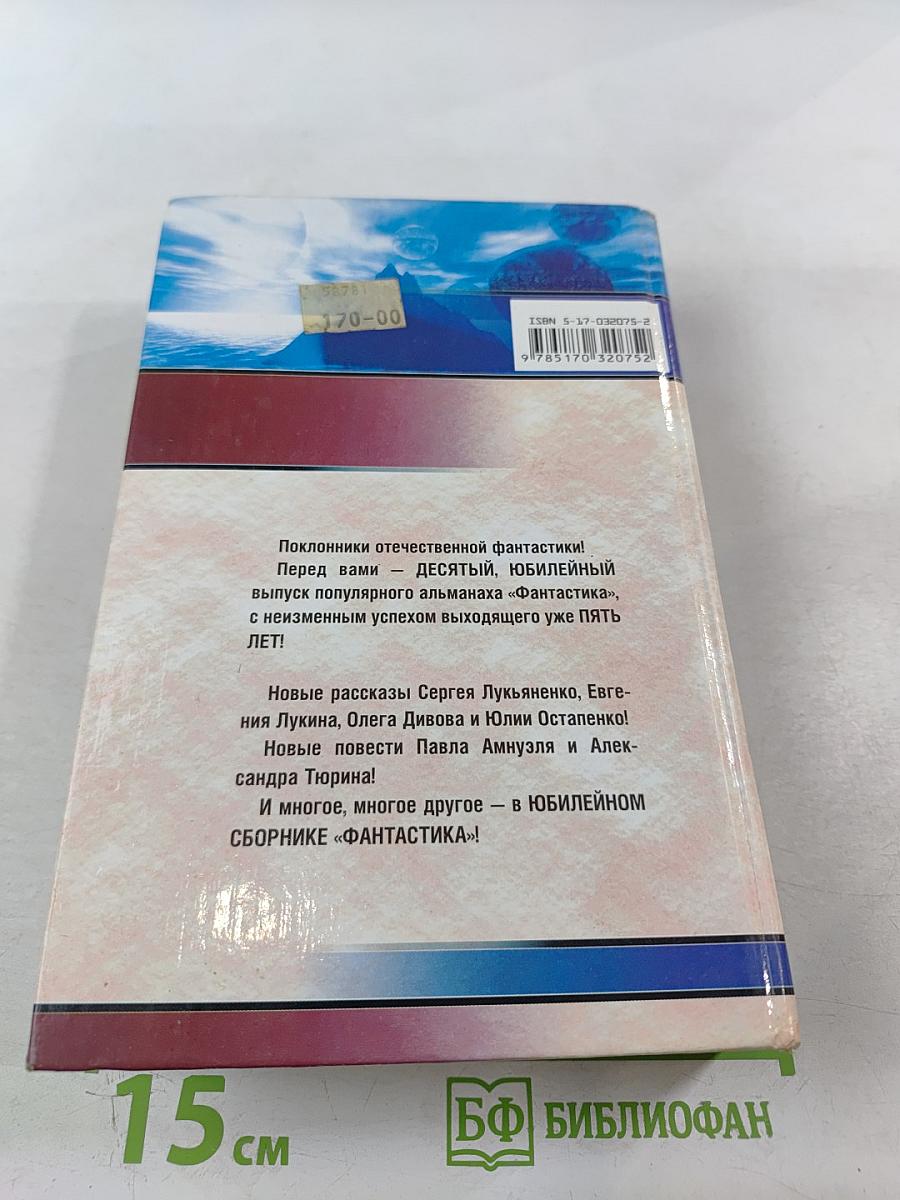 58781
170-00
ISBN 5-17-032075-2
9 785170 320752
Поклонники отечественной фантастики!
Перед вами — ДЕСЯТЫЙ, ЮБИЛЕЙНЫЙ
выпуск популярного альманаха «Фантастика»,
с неизменным успехом выходящего уже ПЯТЬ
ЛЕТ!
Новые рассказы Сергея Лукьяненко, Евге-
ния Лукина, Олега Дивова и Юлии Остапенко!
Новые повести Павла Амнуэля и Алек-
сандра Тюрина!
И многое, многое другое — в ЮБИЛЕЙНОМ
СБОРНИКЕ «ФАНТАСТИКА»!
15 см
БФ БИБЛИОФАН